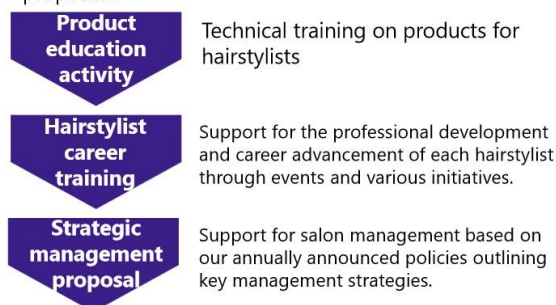 Product
education
activity
Technical training on products for
hairstylists
Hairstylist
career
training
Support for the professional development
and career advancement of each hairstylist
through events and various initiatives.
Strategic
management
proposal
Support for salon management based on
our annually announced policies outlining
key management strategies.